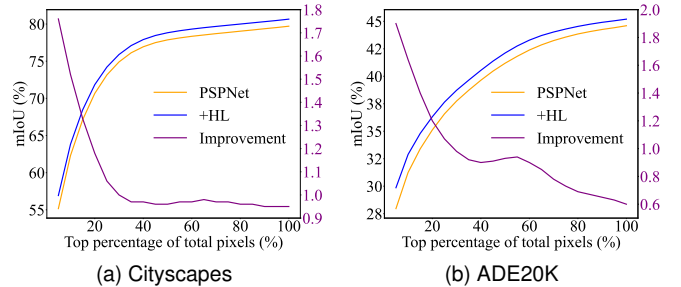 80
75
70
65
60
55
mIoU (%)
1.8
1.7
1.6
1.5
1.4
1.3
1.2
1.1
1.0
0.9
PSPNet
+HL
Improvement
20 40 60 80 100
Top percentage of total pixels (%)
(a) Cityscapes
45
42
40
38
35
32
30
28
mIoU (%)
2.0
1.8
1.6
1.4
1.2
1.0
0.8
0.6
PSPNet
+HL
Improvement
20 40 60 80 100
Top percentage of total pixels (%)
(b) ADE20K